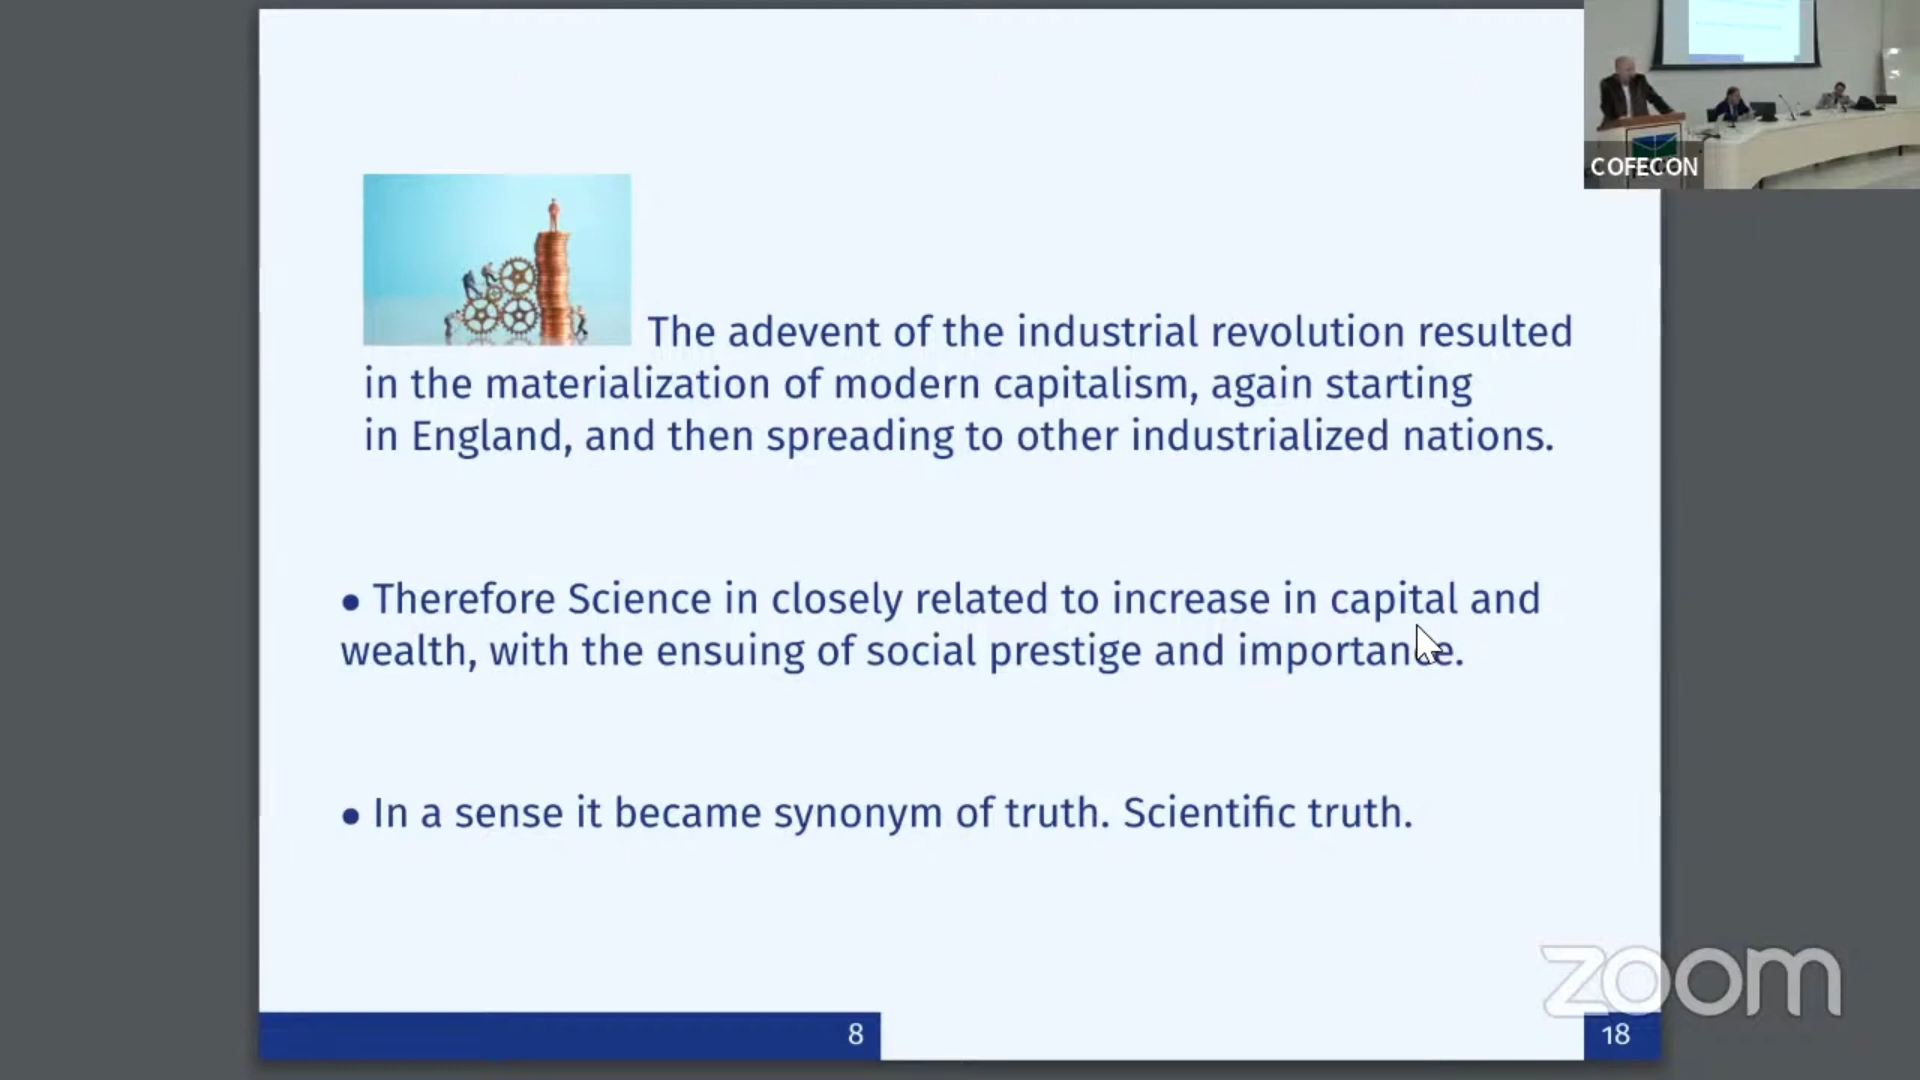 COFECON
The adevent of the industrial revolution resulted
in the materialization of modern capitalism, again starting
in England, and then spreading to other industrialized nations.
• Therefore Science in closely related to increase in capital and
wealth, with the ensuing of social prestige and importance.
• In a sense it became synonym of truth. Scientific truth.
zoom
8
18